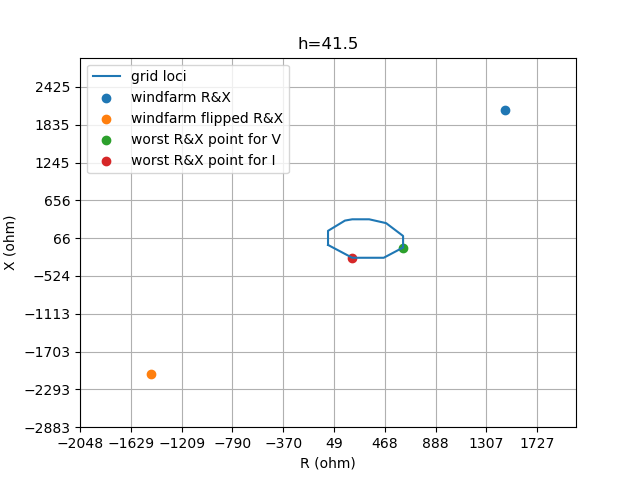 h=41.5
grid loci
windfarm R&X
windfarm flipped R&X
worst R&X point for V
worst R&X point for I
X (ohm)
2425
1835
1245
656
66
−524
−1113
−1703
−2293
−2883
−2048 −1629 −1209 −790 −370 49 468 888 1307 1727
R (ohm)